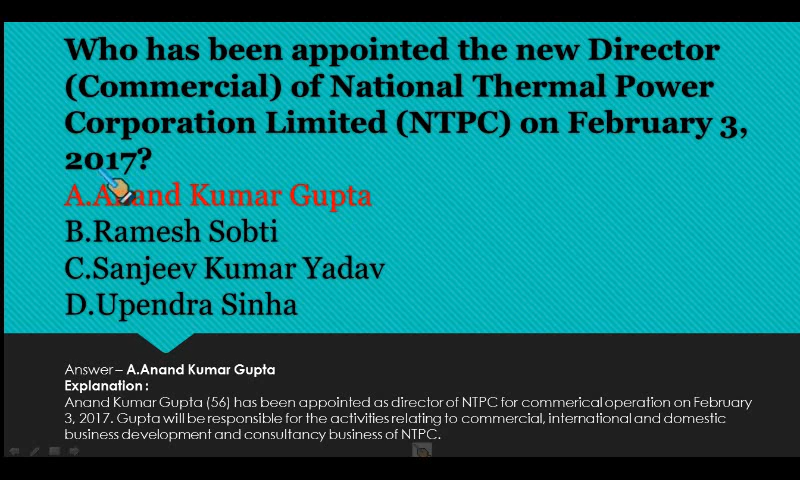 Who has been appointed the new Director
(Commercial) of National Thermal Power
Corporation Limited (NTPC) on February 3,
2017?
A.Anand Kumar Gupta
B.Ramesh Sobti
C.Sanjeev Kumar Yadav
D.Upendra Sinha
Answer – A.Anand Kumar Gupta
Explanation :
Anand Kumar Gupta (56) has been appointed as director of NTPC for commerical operation on February
3, 2017. Gupta will be responsible for the activities relating to commercial, international and domestic
business development and consultancy business of NTPC.